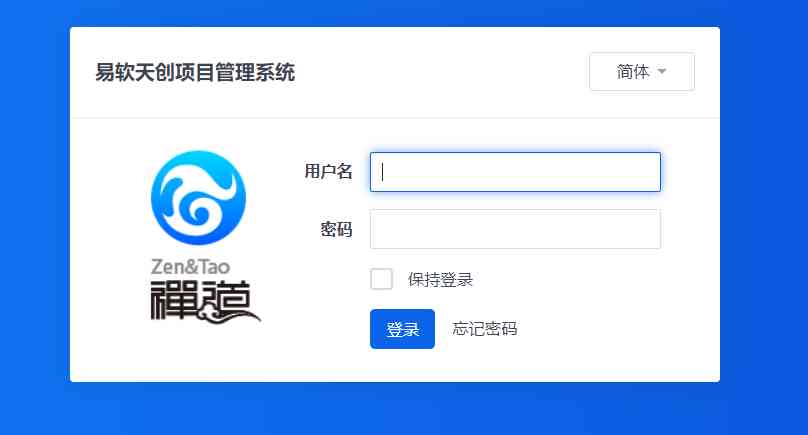 易软天创项目管理系统
简体
用户名
密码
Zen&Tao
禪道
保持登录
登录 忘记密码